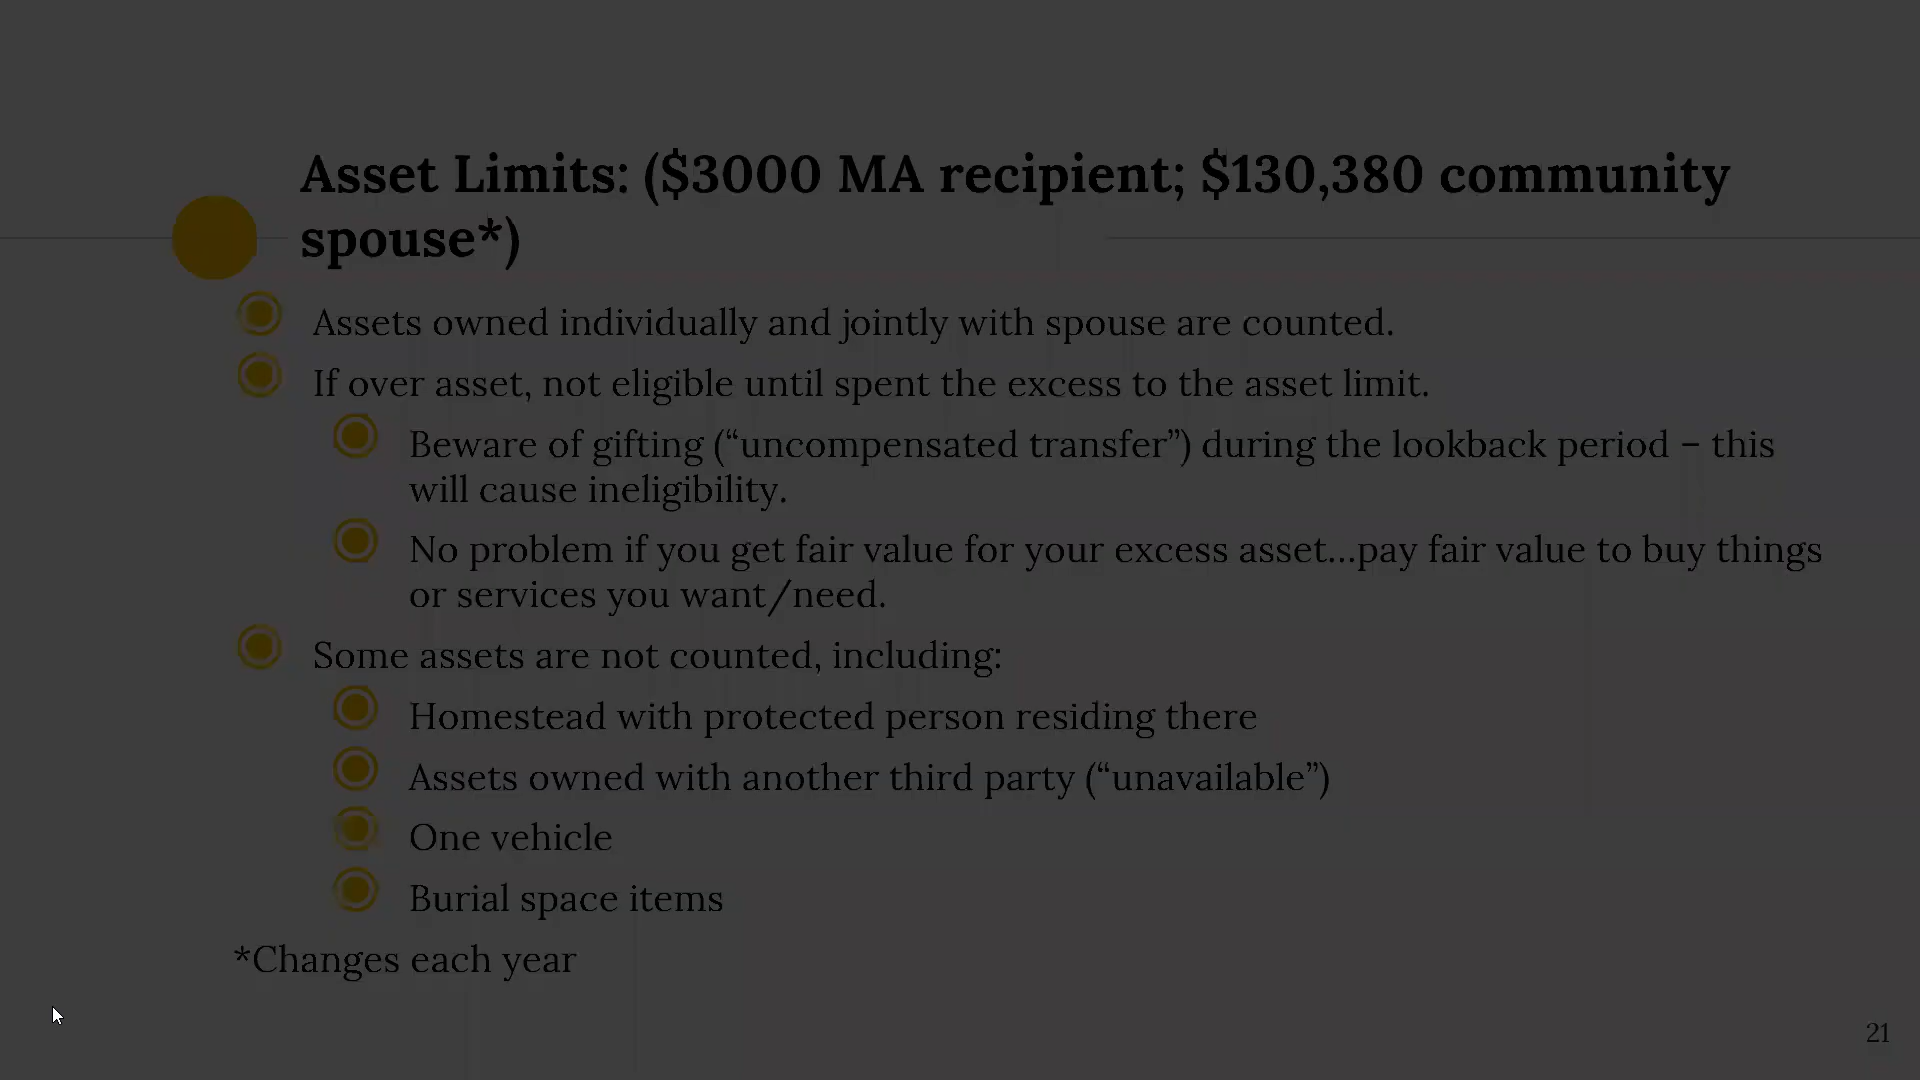 Asset Limits: ($3000 MA recipient; $130,380 community
spouse*)
Assets owned individually and jointly with spouse are counted.
If over asset, not eligible until spent the excess to the asset limit.
Beware of gifting (“uncompensated transfer”) during the lookback period – this
will cause ineligibility.
No problem if you get fair value for your excess asset...pay fair value to buy things
or services you want/need.
Some assets are not counted, including:
Homestead with protected person residing there
Assets owned with another third party (“unavailable”)
One vehicle
Burial space items
*Changes each year
21